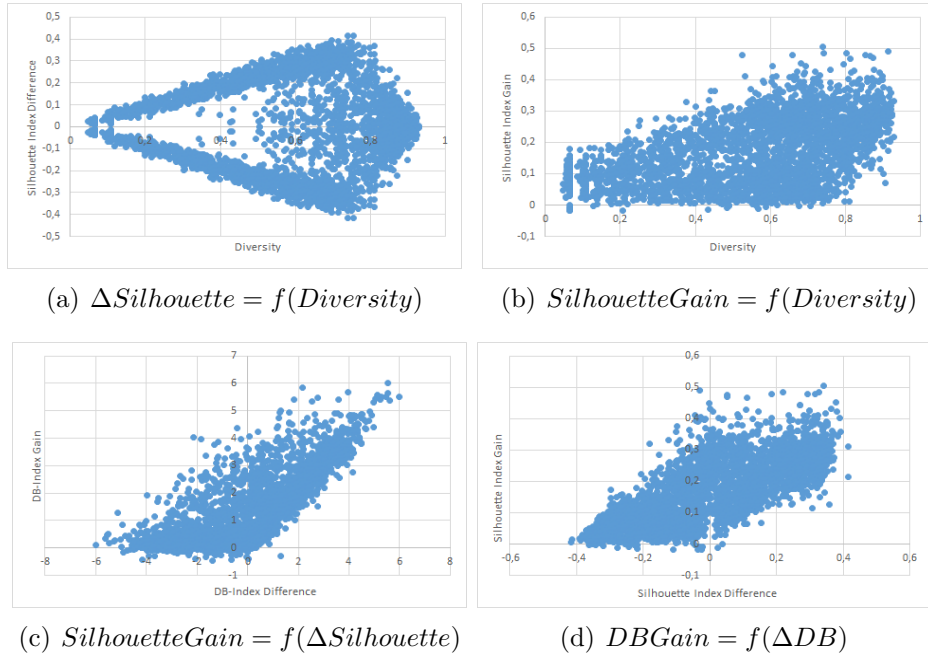 0,5
0,4
0,3
0,2
0,1
0
-0,1
-0,2
-0,3
-0,4
-0,5
0 0,2 0,4 0,6 0,8 1
Silhouette Index Difference
Diversity
0,6
0,5
0,4
0,3
0,2
0,1
0
-0,1
0 0,2 0,4 0,6 0,8 1
Silhouette Index Gain
Diversity
(a) ΔSilhouette = f(Diversity)
(b) SilhouetteGain = f(Diversity)
7
6
5
4
3
2
1
0
-1
-8 -6 -4 -2 0 2 4 6 8
DB-Index Gain
DB-Index Difference
0,6
0,5
0,4
0,3
0,2
0,1
0
-0,1
-0,6 -0,4 -0,2 0 0,2 0,4 0,6
Silhouette Index Gain
Silhouette Index Difference
(c) SilhouetteGain = f(ΔSilhouette)
(d) DBGain = f(ΔDB)